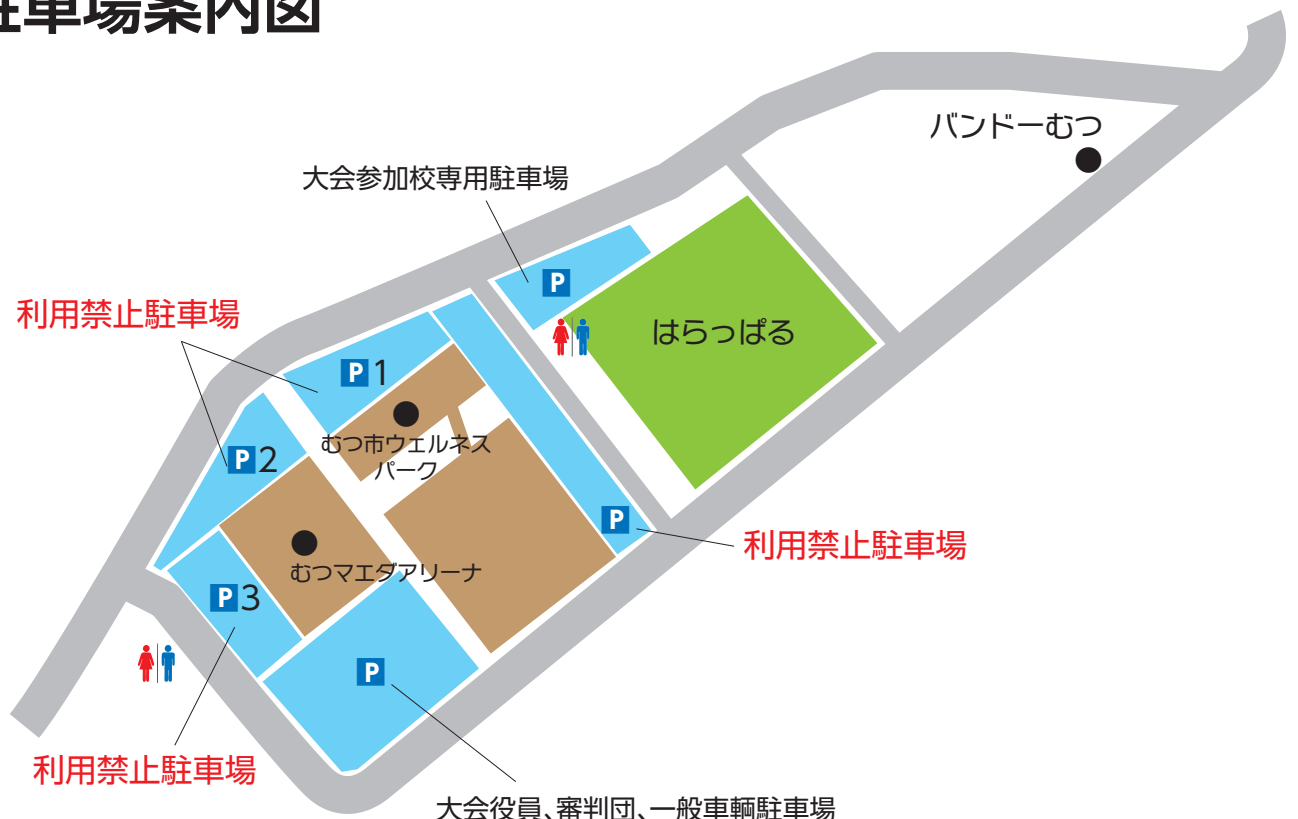 駐車場案内図
バンドーむつ
大会参加校専用駐車場
P
利用禁止駐車場
はらっぱる
P1
むつ市ウェルネス
パーク
P2
P
利用禁止駐車場
むつマエダアリーナ
P3
P
利用禁止駐車場
大会役員、審判団、一般車輌駐車場